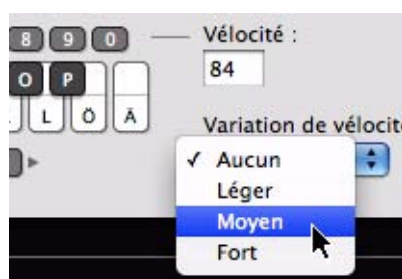 8 9 0
Vélocité :
84
O P
L Ö Ä
Variation de vélocit
✓ Aucun
Léger
Moyen
Fort